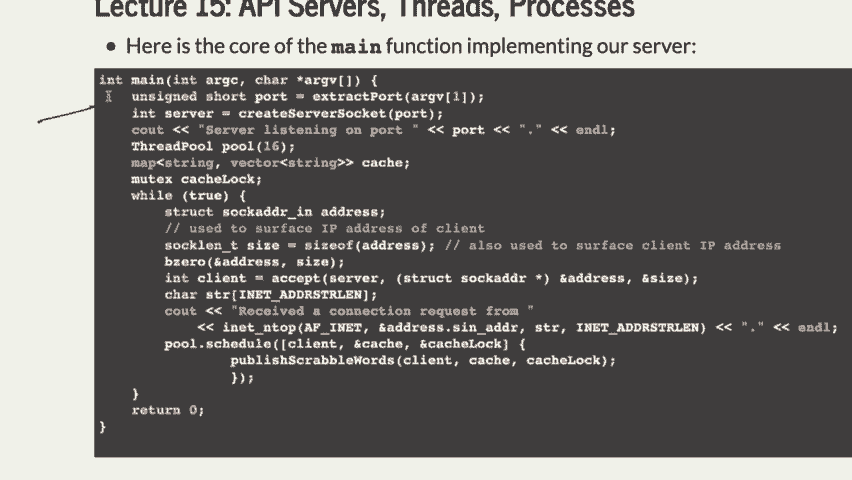 Lecture 15: API Servers, Threads, Processes
• Here is the core of the main function implementing our server:
int main(int argc, char *argv[]) {
    unsigned short port = extractPort(argv[1]);
    int server = createServerSocket(port);
    cout << "Server listening on port " << port << "." << endl;
    ThreadPool pool(16);
    map<string, vector<string>> cache;
    mutex cacheLock;
    while (true) {
        struct sockaddr_in address;
        // used to surface IP address of client
        socklen_t size = sizeof(address); // also used to surface client IP address
        bzero(&address, size);
        int client = accept(server, (struct sockaddr *) &address, &size);
        char str[INET_ADDRSTRLEN];
        cout << "Received a connection request from "
            << inet_ntop(AF_INET, &address.sin_addr, str, INET_ADDRSTRLEN) << "." << endl;
        pool.schedule([client, &cache, &cacheLock] {
                publishScrabbleWords(client, cache, cacheLock);
                });
    }
    return 0;
}